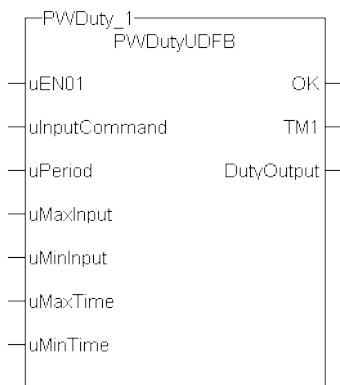 PWDuty_1
PWDutyUDFB
uEN01 OK
uInputCommand TM1
uPeriod DutyOutput
uMaxInput
uMinInput
uMaxTime
uMinTime